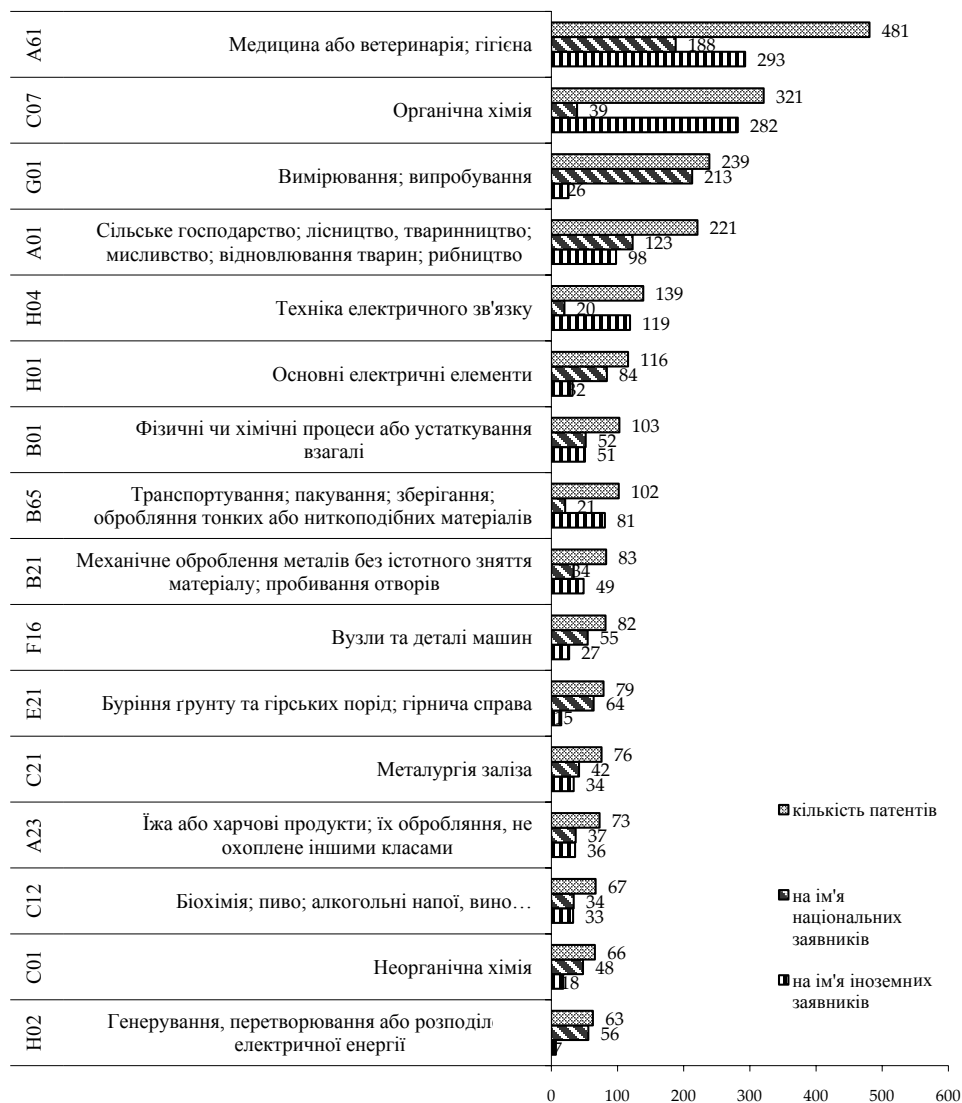 A61
Медицина або ветеринарія; гігієна
481
188
293
C07
Органічна хімія
321
39
282
G01
Вимірювання; випробування
239
213
26
A01
Сільське господарство; лісництво, тваринництво;
мисливство; відновлювання тварин; рибництво
221
123
98
H04
Техніка електричного зв'язку
139
20
119
H01
Основні електричні елементи
116
84
32
B01
Фізичні чи хімічні процеси або устаткування
взагалі
103
52
51
B65
Транспортування; пакування; зберігання;
обробляння тонких або ниткоподібних матеріалів
102
21
81
B21
Механічне оброблення металів без істотного зняття
матеріалу; пробивання отворів
83
34
49
F16
Вузли та деталі машин
82
55
27
E21
Буріння ґрунту та гірських порід; гірнича справа
79
64
15
C21
Металургія заліза
76
42
34
A23
Їжа або харчові продукти; їх обробляння, не
охоплене іншими класами
73
37
36
C12
Біохімія; пиво; алкогольні напої, вино…
67
34
33
C01
Неорганічна хімія
66
48
18
H02
Генерування, перетворювання або розподіл
електричної енергії
63
56
7
кількість патентів
на ім'я
національних
заявників
на ім'я іноземних
заявників
0 100 200 300 400 500 600